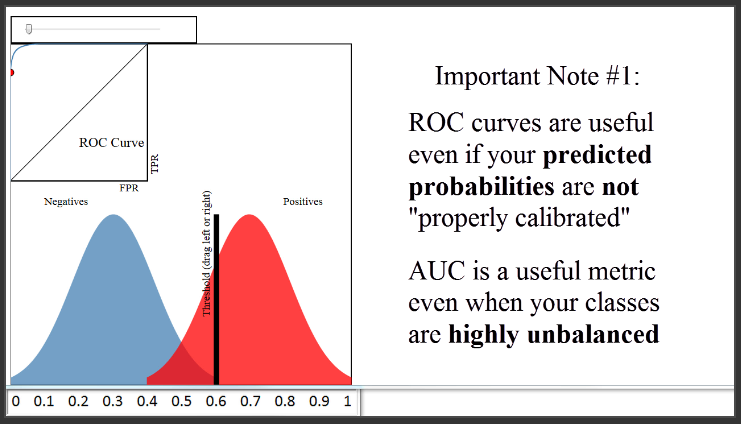 ROC Curve
TPR
FPR
Negatives
Positives
Threshold (drag left or right)
0 0.1 0.2 0.3 0.4 0.5 0.6 0.7 0.8 0.9 1
Important Note #1:
ROC curves are useful
even if your predicted
probabilities are not
"properly calibrated"
AUC is a useful metric
even when your classes
are highly unbalanced